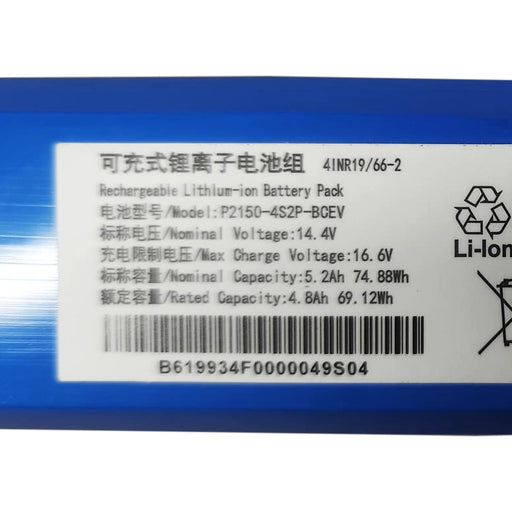 可充式锂离子电池组 4INR19/66-2
Rechargeable Lithium-ion Battery Pack
电池型号/Model:P2150-4S2P-BCEV
标称电压/Nominal Voltage:14.4V
充电限制电压/Max Charge Voltage:16.6V
标称容量/Nominal Capacity:5.2Ah 74.88Wh
额定容量/Rated Capacity:4.8Ah 69.12Wh
B619934F0000049S04
Li-Ion